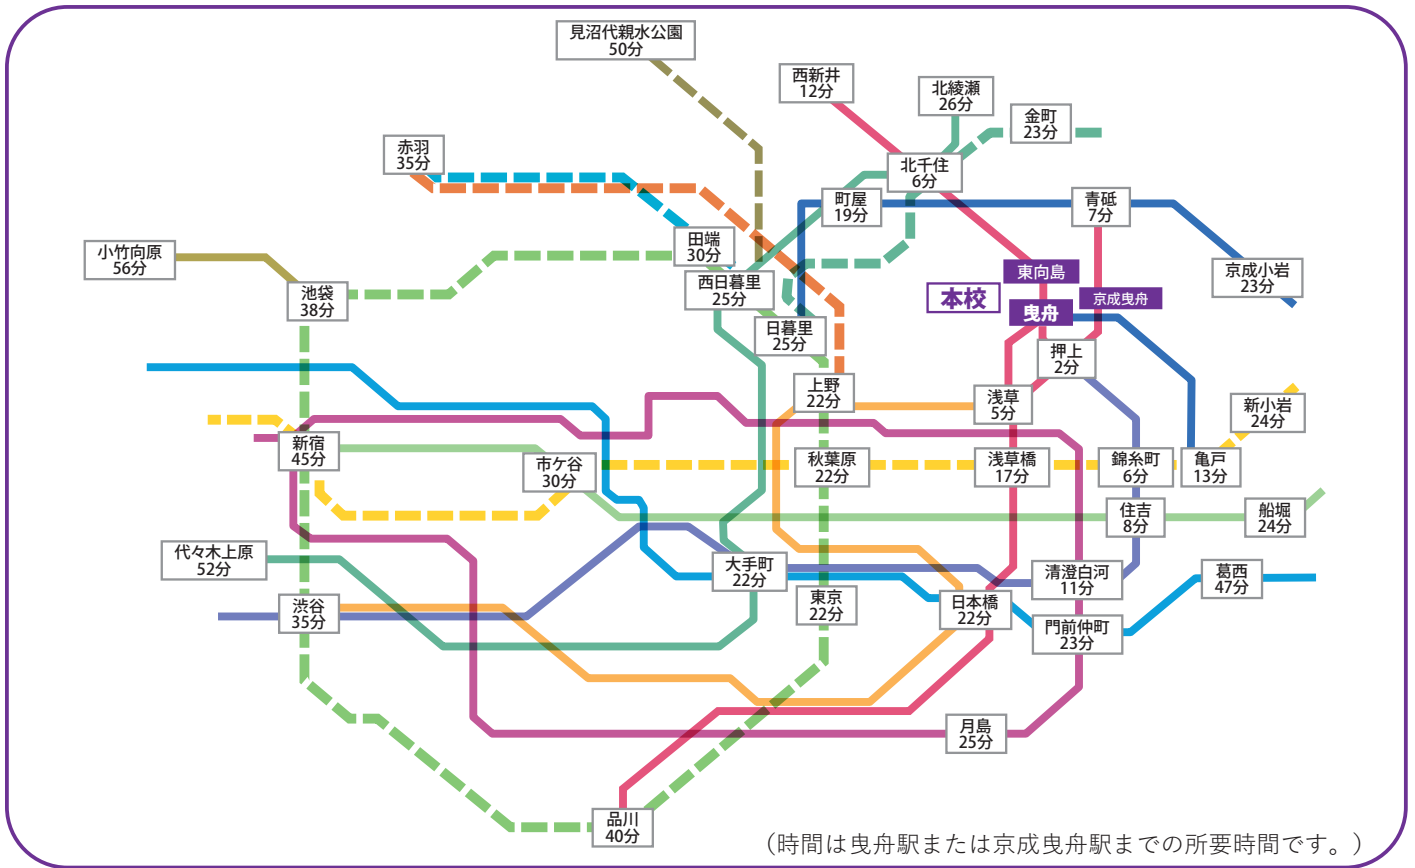 見沼代親水公園
50分
西新井
12分
北綾瀬
26分
金町
23分
赤羽
35分
北千住
6分
町屋
19分
青砥
7分
小竹向原
56分
田端
30分
西日暮里
25分
東向島
京成小岩
23分
池袋
38分
本校
京成曳舟
曳舟
日暮里
25分
押上
2分
上野
22分
浅草
5分
新小岩
24分
新宿
45分
市ケ谷
30分
秋葉原
22分
浅草橋
17分
錦糸町
6分
亀戸
13分
住吉
8分
船堀
24分
代々木上原
52分
大手町
22分
清澄白河
11分
葛西
47分
渋谷
35分
東京
22分
日本橋
22分
門前仲町
23分
月島
25分
品川
40分
(時間は曳舟駅または京成曳舟駅までの所要時間です。)